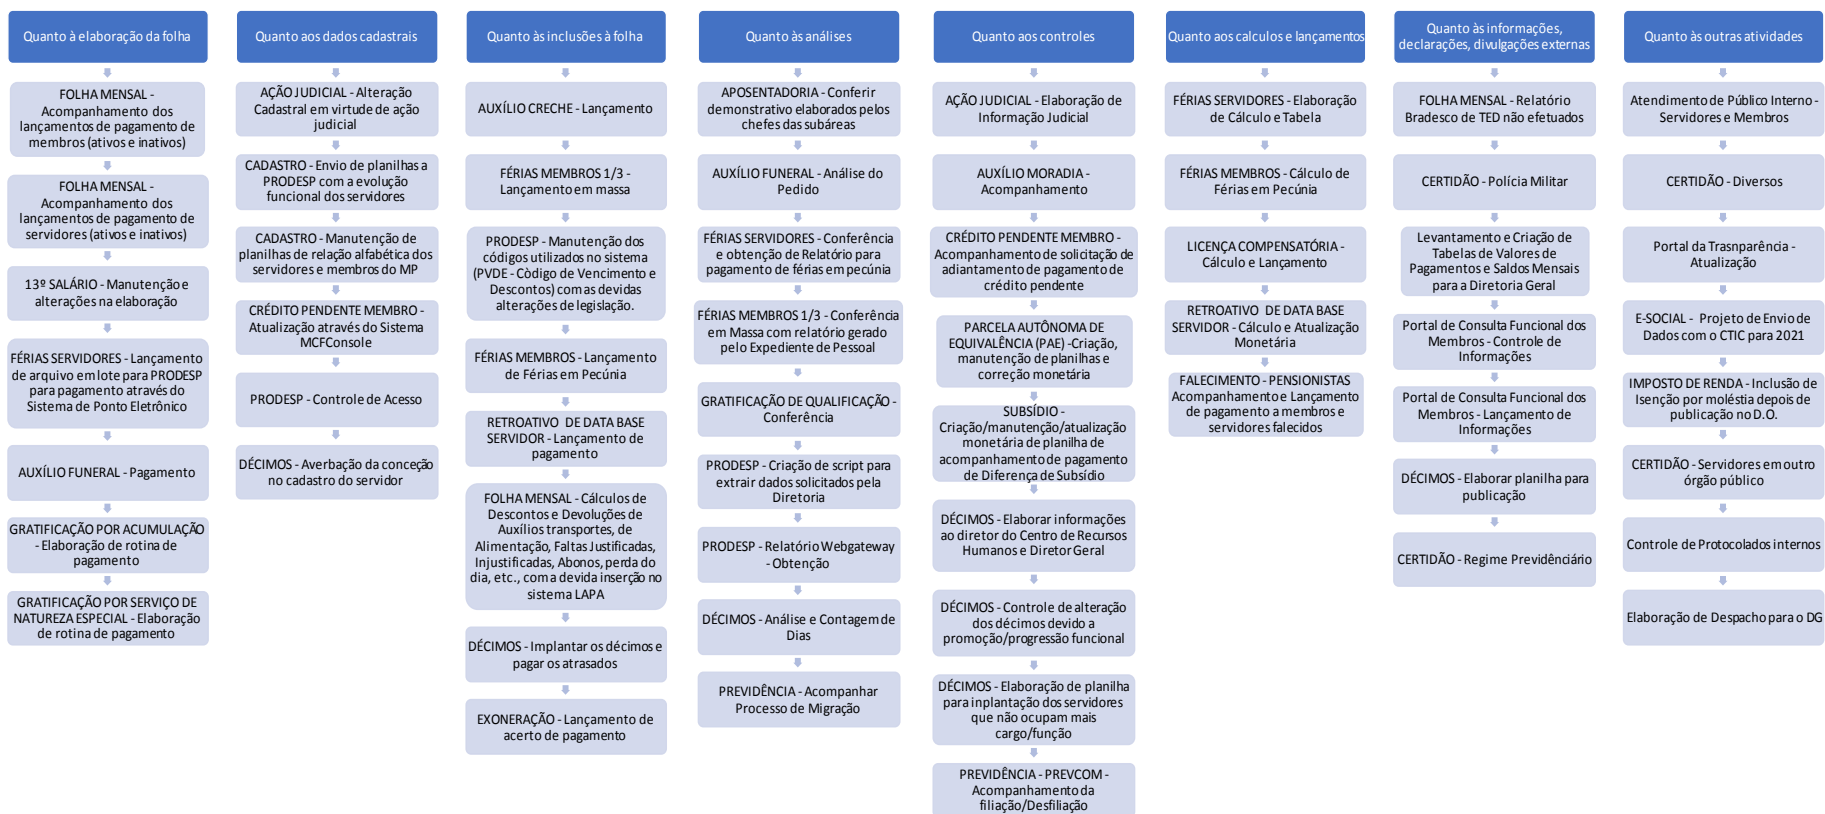 Quanto à elaboração da folha
FOLHA MENSAL -
Acompanhamento dos
lançamentos de pagamento de
membros (ativos e inativos)
FOLHA MENSAL -
Acompanhamento dos
lançamentos de pagamento de
servidores (ativos e inativos)
13º SALÁRIO - Manutenção e
alterações na elaboração
FÉRIAS SERVIDORES - Lançamento
de arquivo em lote para PRODESP
para pagamento através do
Sistema de Ponto Eletrônico
AUXÍLIO FUNERAL - Pagamento
GRATIFICAÇÃO POR ACUMULAÇÃO
- Elaboração de rotina de
pagamento
GRATIFICAÇÃO POR SERVIÇO DE
NATUREZA ESPECIAL - Elaboração
de rotina de pagamento
Quanto aos dados cadastrais
AÇÃO JUDICIAL - Alteração
Cadastral em virtude de ação
judicial
CADASTRO - Envio de planilhas a
PRODESP com a evolução
funcional dos servidores
CADASTRO - Manutenção de
planilhas de relação alfabética dos
servidores e membros do MP
CRÉDITO PENDENTE MEMBRO -
Atualização através do Sistema
MCFConsole
PRODESP - Controle de Acesso
DÉCIMOS - Averbação da conceção
no cadastro do servidor
Quanto às inclusões à folha
AUXÍLIO CRECHE - Lançamento
FÉRIAS MEMBROS 1/3 -
Lançamento em massa
PRODESP - Manutenção dos
códigos utilizados no sistema
(PVDE - Còdigo de Vencimento e
Descontos) com as devidas
alterações de legislação.
FÉRIAS MEMBROS - Lançamento
de Férias em Pecúnia
RETROATIVO DE DATA BASE
SERVIDOR - Lançamento de
pagamento
FOLHA MENSAL - Cálculos de
Descontos e Devoluções de
Auxílios transportes, de
Alimentação, Faltas Justificadas,
Injustificadas, Abonos, perda do
dia, etc., com a devida inserção no
sistema LAPA
DÉCIMOS - Implantar os décimos e
pagar os atrasados
EXONERAÇÃO - Lançamento de
acerto de pagamento
Quanto às análises
APOSENTADORIA - Conferir
demonstrativo elaborados pelos
chefes das subáreas
AUXÍLIO FUNERAL - Análise do
Pedido
FÉRIAS SERVIDORES - Conferência
e obtenção de Relatório para
pagamento de férias em pecúnia
FÉRIAS MEMBROS 1/3 - Conferência
em Massa com relatório gerado
pelo Expediente de Pessoal
GRATIFICAÇÃO DE QUALIFICAÇÃO -
Conferência
PRODESP - Criação de script para
extrair dados solicitados pela
Diretoria
PRODESP - Relatório Webgateway
- Obtenção
DÉCIMOS - Análise e Contagem de
Dias
PREVIDÊNCIA - Acompanhar
Processo de Migração
Quanto aos controles
AÇÃO JUDICIAL - Elaboração de
Informação Judicial
AUXÍLIO MORADIA -
Acompanhamento
CRÉDITO PENDENTE MEMBRO -
Acompanhamento de solicitação de
adiantamento de pagamento de
crédito pendente
PARCELA AUTÔNOMA DE
EQUIVALÊNCIA (PAE) -Criação,
manutenção de planilhas e
correção monetária
SUBSÍDIO -
Criação/manutenção/atualização
monetária de planilha de
acompanhamento de pagamento
de Diferença de Subsídio
DÉCIMOS - Elaborar informações
ao diretor do Centro de Recursos
Humanos e Diretor Geral
DÉCIMOS - Controle de alteração
dos décimos devido a
promoção/progressão funcional
DÉCIMOS - Elaboração de planilha
para inplantação dos servidores
que não ocupam mais
cargo/função
PREVIDÊNCIA - PREVCOM -
Acompanhamento da
filiação/Desfiliação
Quanto aos calculos e lançamentos
FÉRIAS SERVIDORES - Elaboração
de Cálculo e Tabela
FÉRIAS MEMBROS - Cálculo de
Férias em Pecúnia
LICENÇA COMPENSATÓRIA -
Cálculo e Lançamento
RETROATIVO DE DATA BASE
SERVIDOR - Cálculo e Atualização
Monetária
FALECIMENTO - PENSIONISTAS
Acompanhamento e Lançamento
de pagamento a membros e
servidores falecidos
Quanto às informações,
declarações, divulgações externas
FOLHA MENSAL - Relatório
Bradesco de TED não efetuados
CERTIDÃO - Polícia Militar
Levantamento e Criação de
Tabelas de Valores de
Pagamentos e Saldos Mensais
para a Diretoria Geral
Portal de Consulta Funcional dos
Membros - Controle de
Informações
Portal de Consulta Funcional dos
Membros - Lançamento de
Informações
DÉCIMOS - Elaborar planilha para
publicação
CERTIDÃO - Regime Previdênciário
Quanto às outras atividades
Atendimento de Público Interno -
Servidores e Membros
CERTIDÃO - Diversos
Portal da Trasnparência -
Atualização
E-SOCIAL - Projeto de Envio de
Dados com o CTIC para 2021
IMPOSTO DE RENDA - Inclusão de
Isenção por moléstia depois de
publicação no D.O.
CERTIDÃO - Servidores em outro
órgão público
Controle de Protocolados internos
Elaboração de Despacho para o DG